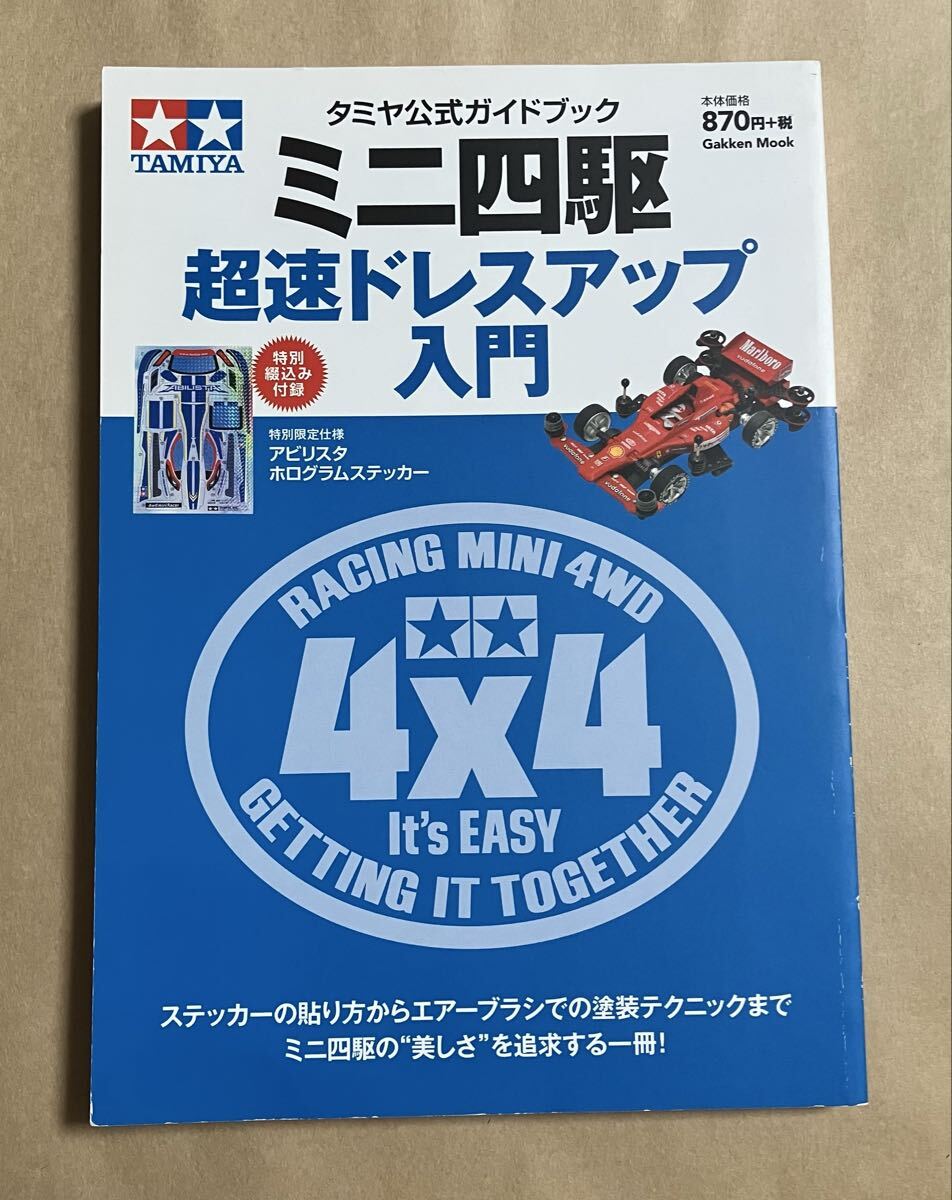 タミヤ公式ガイドブック
本体価格
870円+税
Gakken Mook
TAMIYA
ミニ四駆
超速ドレスアップ
入門
特別
綴込み
付録
特別限定仕様
アビリスタ
ホログラムステッカー
ABILISTA
Marlboro
vodafone
vodafone
RACING MINI 4WD
4x4
It's EASY
GETTING IT TOGETHER
ステッカーの貼り方からエアーブラシでの塗装テクニックまで
ミニ四駆の“美しさ”を追求する一冊!